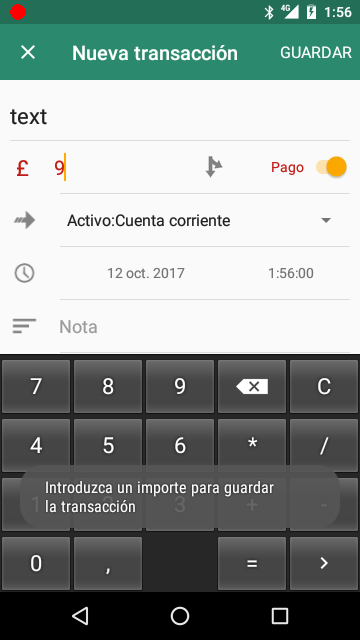 4G 1:56
Nueva transacción GUARDAR
text
£ 9 Pago
Activo:Cuenta corriente
12 oct. 2017 1:56:00
Nota
7 8 9 C
4 5 6 * /
Introduzca un importe para guardar
la transacción
1 2 3 + -
0 , = >